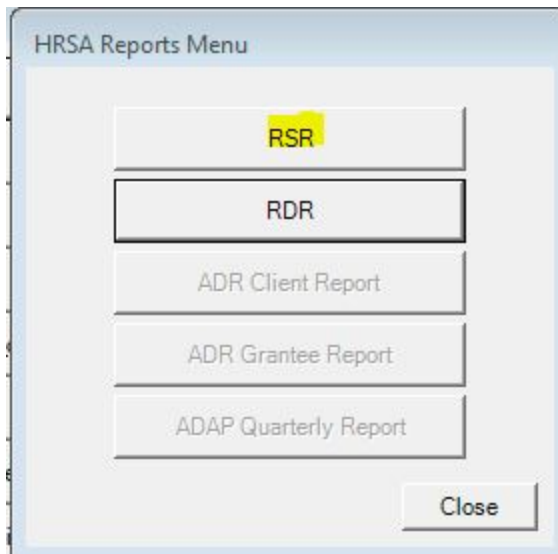 HRSA Reports Menu
RSR
RDR
ADR Client Report
ADR Grantee Report
ADAP Quarterly Report
Close